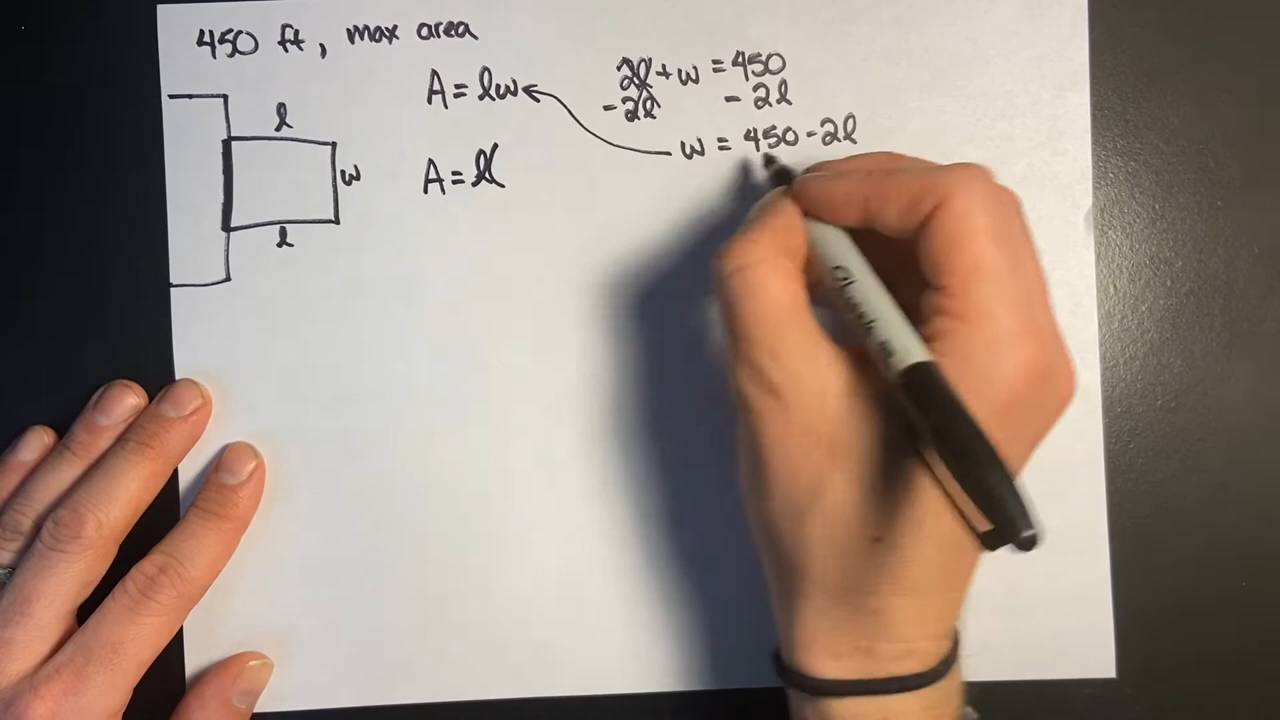 450 ft, max area
l
w
l
A = lw
A = l(
2l + w = 450
-2l - 2l
w = 450 - 2l